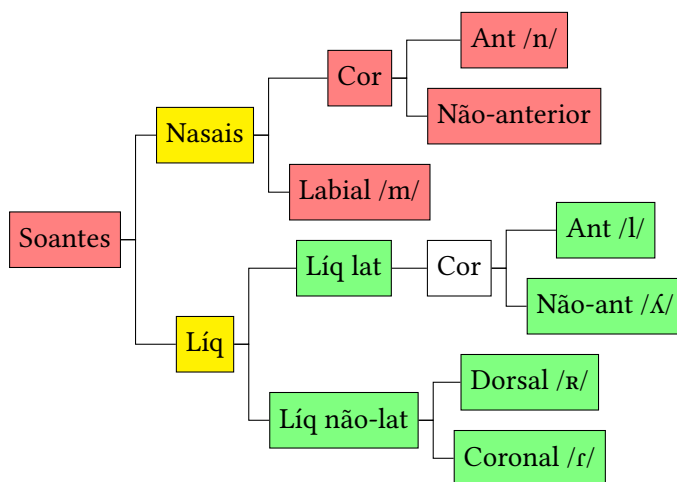 Ant /n/
Cor
Não-anterior
Nasais
Labial /m/
Soantes
Ant /l/
Líq lat
Cor
Não-ant /ʎ/
Líq
Dorsal /ʀ/
Líq não-lat
Coronal /ɾ/